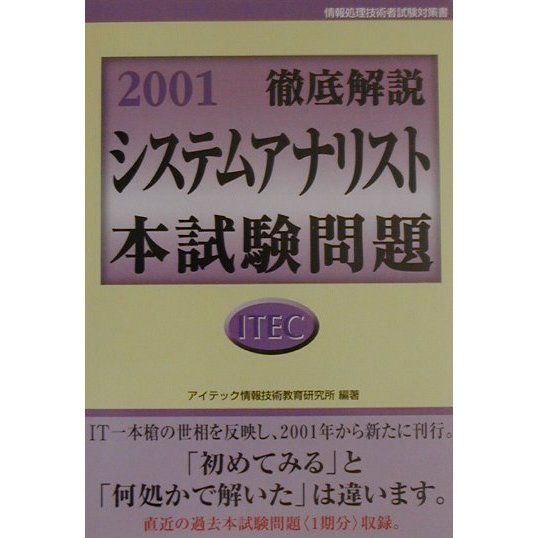 情報処理技術者試験対策書
2001 徹底解説
システムアナリスト
本試験問題
ITEC
アイテック情報技術教育研究所 編著
IT一本槍の世相を反映し、2001年から新たに刊行。
「初めてみる」と
「何処かで解いた」は違います。
直近の過去本試験問題〈1期分〉収録。